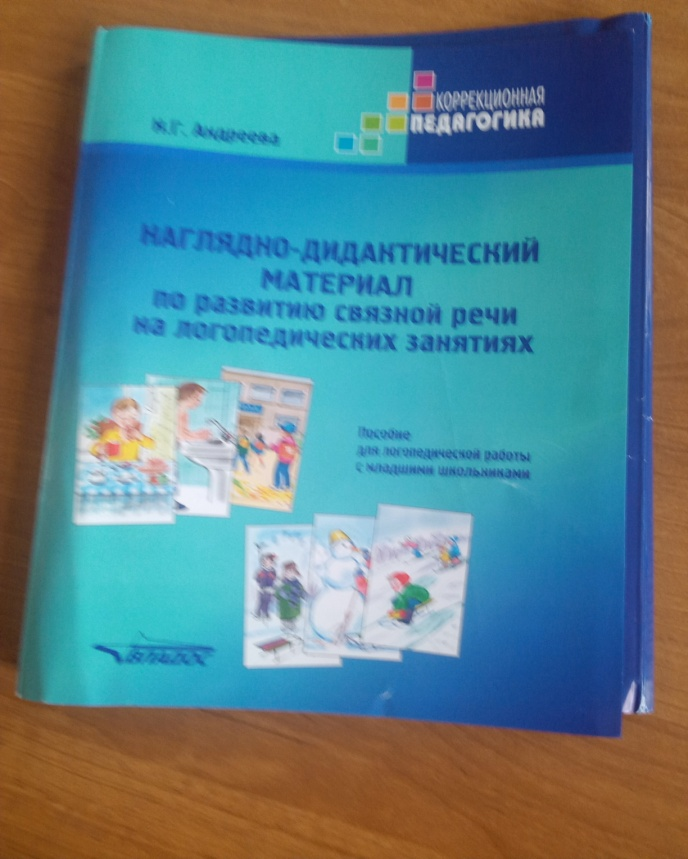 КОРРЕКЦИОННАЯ
ПЕДАГОГИКА
Н.Г. Андреева
НАГЛЯДНО-ДИДАКТИЧЕСКИЙ
МАТЕРИАЛ
по развитию связной речи
на логопедических занятиях
Пособие
для логопедической работы
с младшими школьниками
ВЛАДОС